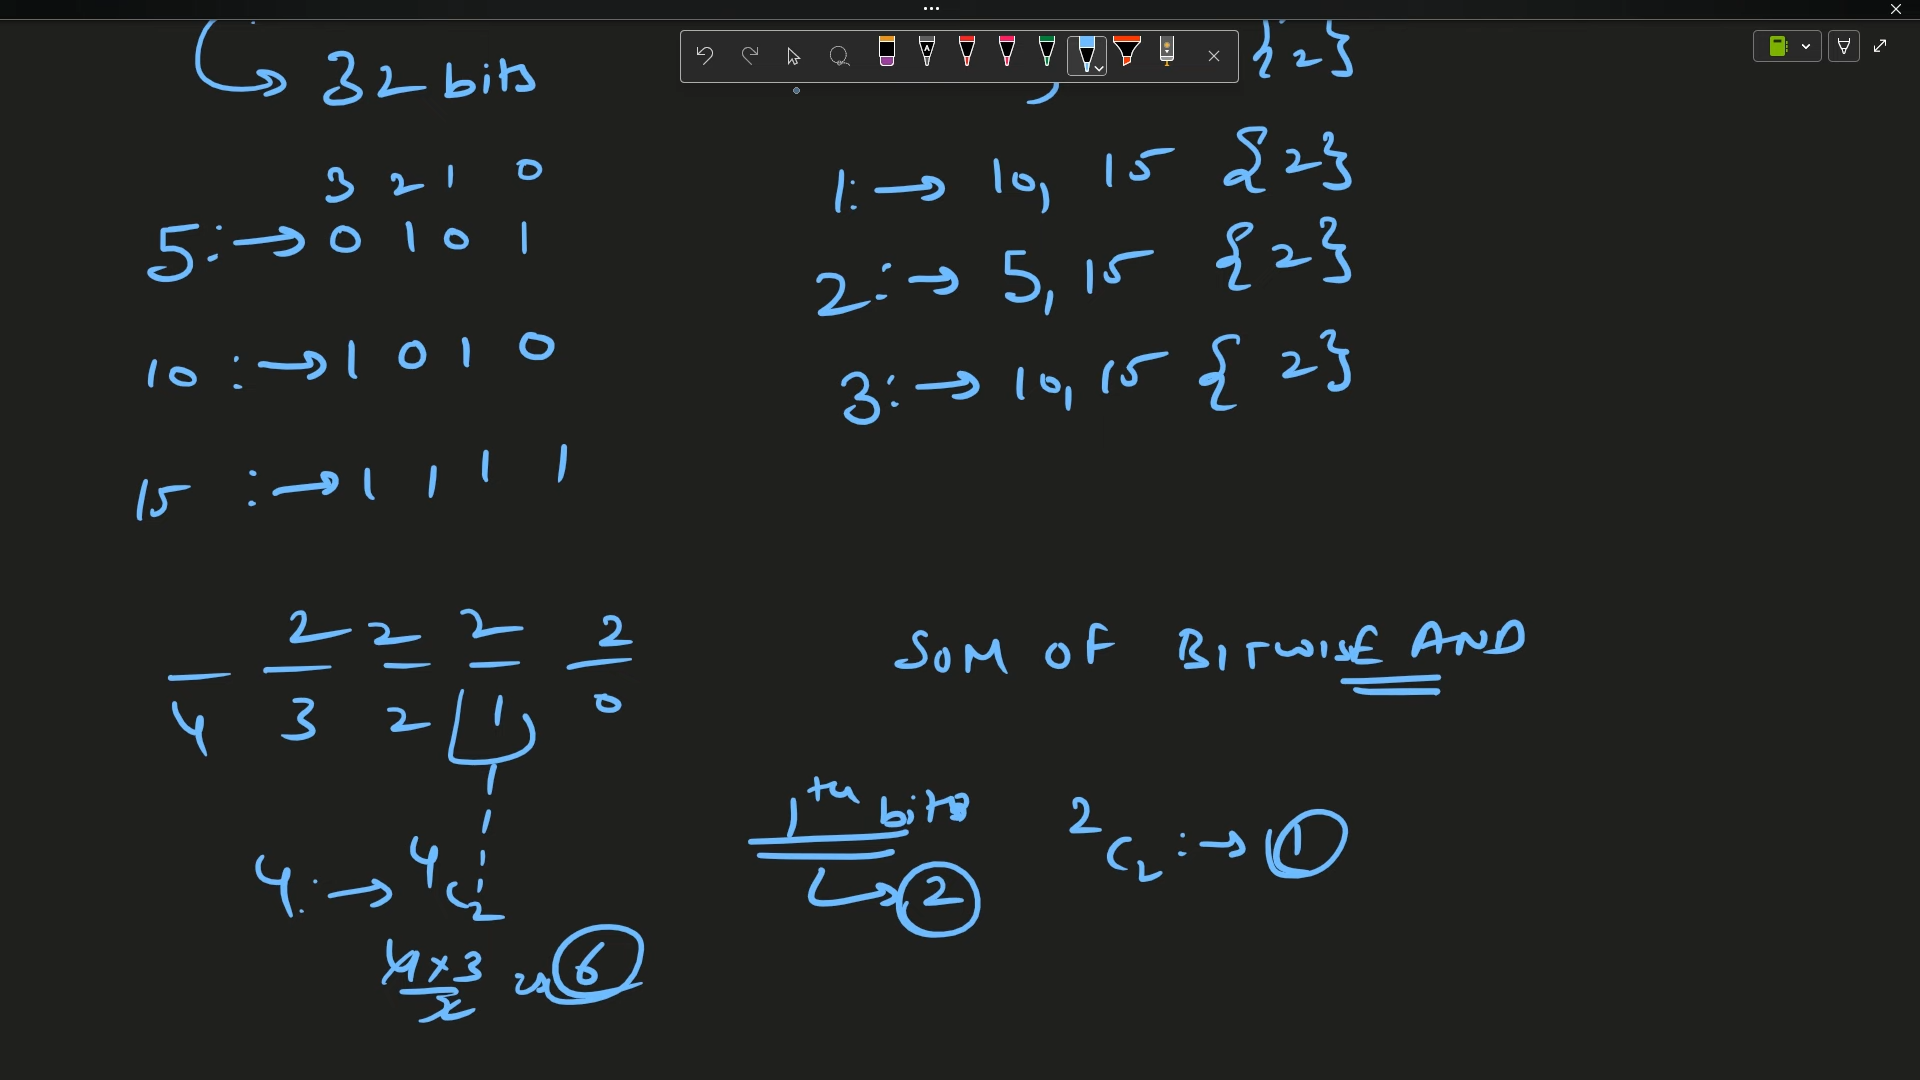 32 bits
{2}
3 2 1 0
5: → 0 1 0 1
10 : → 1 0 1 0
15 : → 1 1 1 1
1: → 10, 15 {2}
2: → 5, 15 {2}
3: → 10, 15 {2}
2 2 2 2
4 3 2 1 0
SUM OF BITWISE AND
4: → 4C2
4×3
2
6
1th bits
2
2C2 : → 1